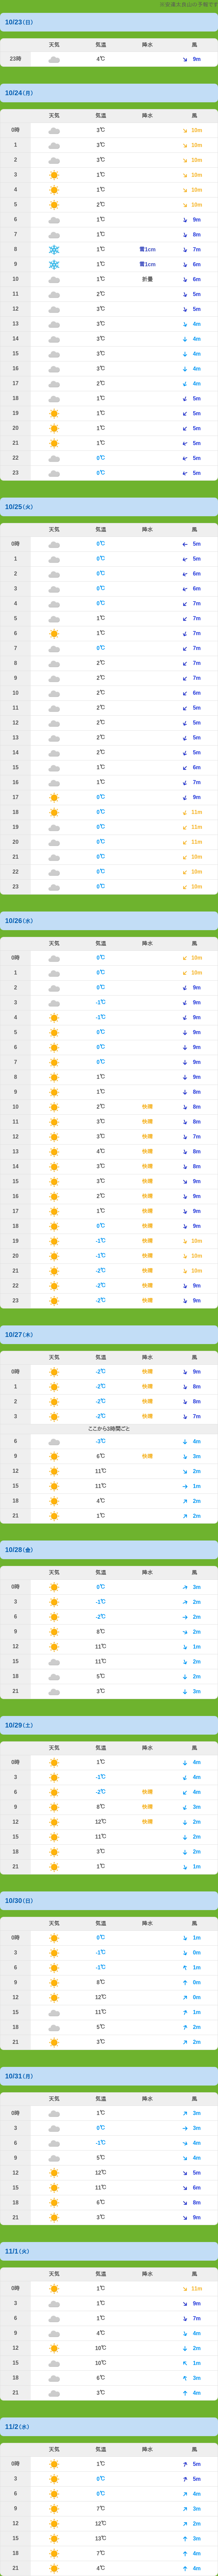 10/23(日)
天気 気温 降水 風
23時 4℃ 9m
10/24(月)
天気 気温 降水 風
0時 3℃ 10m
1 3℃ 10m
2 3℃ 10m
3 1℃ 10m
4 1℃ 10m
5 2℃ 10m
6 1℃ 9m
7 1℃ 8m
8 1℃ 雪1cm 7m
9 1℃ 雪1cm 6m
10 1℃ 6m
11 2℃ 5m
12 3℃ 5m
13 3℃ 4m
14 3℃ 4m
15 3℃ 4m
16 3℃ 4m
17 2℃ 4m
18 1℃ 5m
19 1℃ 5m
20 1℃ 5m
21 1℃ 5m
22 0℃ 5m
23 0℃ 5m
10/25(火)
天気 気温 降水 風
0時 0℃ 5m
1 0℃ 5m
2 0℃ 6m
3 0℃ 6m
4 0℃ 7m
5 1℃ 7m
6 1℃ 7m
7 0℃ 7m
8 2℃ 7m
9 2℃ 7m
10 2℃ 6m
11 2℃ 5m
12 2℃ 5m
13 2℃ 5m
14 2℃ 5m
15 1℃ 6m
16 1℃ 7m
17 0℃ 9m
18 0℃ 11m
19 0℃ 11m
20 0℃ 11m
21 0℃ 10m
22 0℃ 10m
23 0℃ 10m
10/26(水)
天気 気温 降水 風
0時 0℃ 10m
1 0℃ 10m
2 0℃ 9m
3 -1℃ 9m
4 -1℃ 9m
5 0℃ 9m
6 0℃ 9m
7 0℃ 9m
8 1℃ 9m
9 1℃ 8m
10 2℃ 快晴 8m
11 3℃ 快晴 8m
12 3℃ 快晴 7m
13 4℃ 快晴 8m
14 3℃ 快晴 8m
15 3℃ 快晴 9m
16 2℃ 快晴 9m
17 1℃ 快晴 9m
18 0℃ 快晴 9m
19 -1℃ 快晴 10m
20 -1℃ 快晴 10m
21 -2℃ 快晴 10m
22 -2℃ 快晴 9m
23 -2℃ 快晴 9m
10/27(木)
天気 気温 降水 風
0時 -2℃ 快晴 9m
1 -2℃ 快晴 8m
2 -2℃ 快晴 8m
3 -2℃ 快晴 7m
ここから3時間ごと
6 -3℃ 4m
9 6℃ 快晴 3m
12 11℃ 2m
15 11℃ 1m
18 4℃ 2m
21 1℃ 2m
10/28(金)
天気 気温 降水 風
0時 0℃ 3m
3 -1℃ 2m
6 -2℃ 2m
9 8℃ 2m
12 11℃ 1m
15 11℃ 2m
18 5℃ 2m
21 3℃ 3m
10/29(土)
天気 気温 降水 風
0時 1℃ 4m
3 -1℃ 4m
6 -2℃ 快晴 4m
9 8℃ 快晴 3m
12 12℃ 快晴 2m
15 11℃ 2m
18 3℃ 2m
21 1℃ 1m
10/30(日)
天気 気温 降水 風
0時 0℃ 1m
3 -1℃ 0m
6 -1℃ 1m
9 8℃ 0m
12 12℃ 0m
15 11℃ 1m
18 5℃ 2m
21 3℃ 2m
10/31(月)
天気 気温 降水 風
0時 1℃ 3m
3 0℃ 3m
6 -1℃ 4m
9 5℃ 4m
12 12℃ 5m
15 11℃ 6m
18 6℃ 8m
21 3℃ 9m
11/1(火)
天気 気温 降水 風
0時 1℃ 11m
3 1℃ 9m
6 1℃ 7m
9 4℃ 4m
12 10℃ 2m
15 10℃ 1m
18 6℃ 3m
21 3℃ 4m
11/2(水)
天気 気温 降水 風
0時 1℃ 5m
3 0℃ 5m
6 0℃ 4m
9 7℃ 3m
12 12℃ 2m
15 13℃ 3m
18 7℃ 4m
21 4℃ 4m